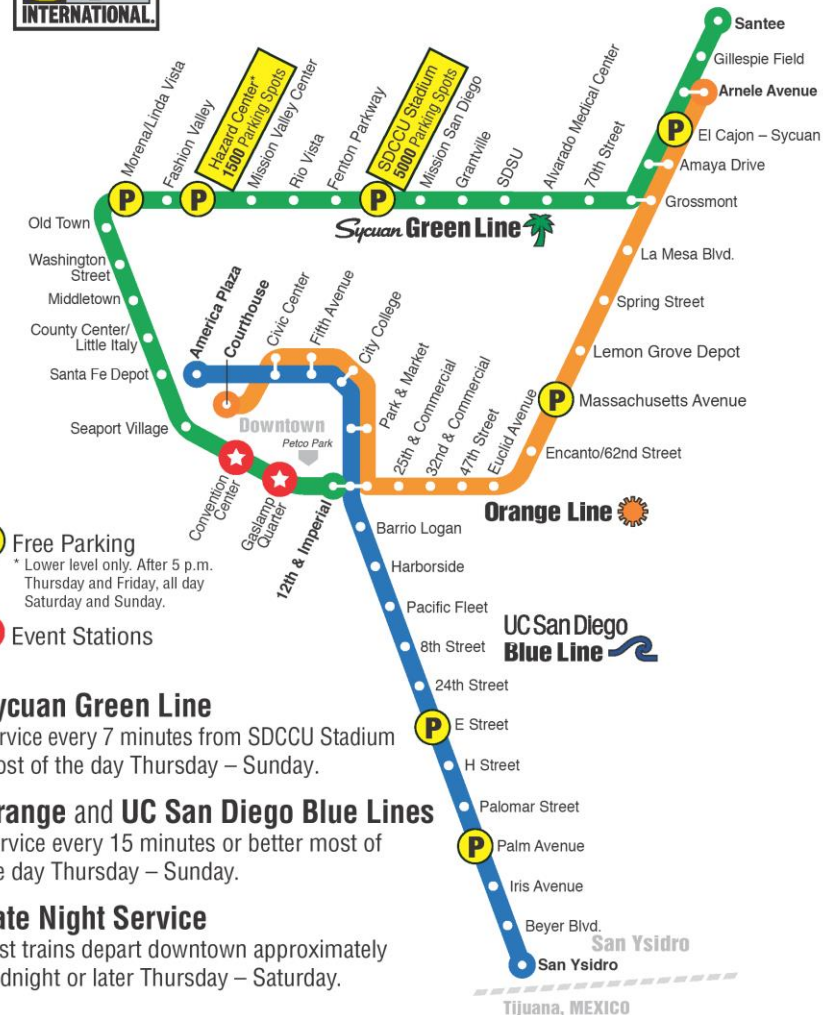 INTERNATIONAL.
Santee
Gillespie Field
Arnele Avenue
El Cajon – Sycuan
Amaya Drive
Grossmont
La Mesa Blvd.
Spring Street
Lemon Grove Depot
Massachusetts Avenue
Encanto/62nd Street
Morena/Linda Vista
Fashion Valley
Hazard Center*
1500 Parking Spots
Mission Valley Center
Rio Vista
Fenton Parkway
SDCCU Stadium
5000 Parking Spots
Mission San Diego
Grantville
SDSU
Alvarado Medical Center
70th Street
P
P
P
P
Sycuan Green Line
Old Town
Washington
Street
Middletown
County Center/
Little Italy
Santa Fe Depot
Seaport Village
Convention
Center
Gaslamp
Quarter
12th & Imperial
America Plaza
Courthouse
Civic Center
Fifth Avenue
City College
Park & Market
25th & Commercial
32nd & Commercial
47th Street
Euclid Avenue
P
Downtown
Petco Park
Orange Line
Barrio Logan
Harborside
Pacific Fleet
8th Street
24th Street
P
E Street
H Street
Palomar Street
P
Palm Avenue
Iris Avenue
Beyer Blvd.
San Ysidro
San Ysidro
Tijuana, MEXICO
UC San Diego
Blue Line
Free Parking
* Lower level only. After 5 p.m.
Thursday and Friday, all day
Saturday and Sunday.
Event Stations
ycuan Green Line
rvice every 7 minutes from SDCCU Stadium
ost of the day Thursday – Sunday.
range and UC San Diego Blue Lines
rvice every 15 minutes or better most of
e day Thursday – Sunday.
ate Night Service
st trains depart downtown approximately
dnight or later Thursday – Saturday.